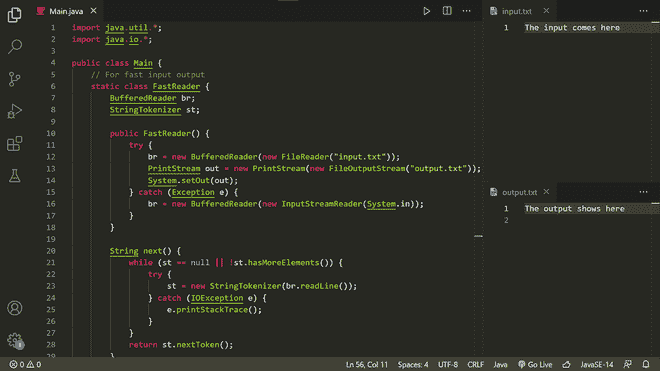 Main.java
1 import java.util.*;
2 import java.io.*;
3
4 public class Main {
5 // For fast input output
6 static class FastReader {
7 BufferedReader br;
8 StringTokenizer st;
9
10 public FastReader() {
11 try {
12 br = new BufferedReader(new FileReader("input.txt"));
13 PrintStream out = new PrintStream(new FileOutputStream("output.txt"));
14 System.setOut(out);
15 } catch (Exception e) {
16 br = new BufferedReader(new InputStreamReader(System.in));
17 }
18 }
19
20 String next() {
21 while (st == null || !st.hasMoreElements()) {
22 try {
23 st = new StringTokenizer(br.readLine());
24 } catch (IOException e) {
25 e.printStackTrace();
26 }
27 }
28 return st.nextToken();
29 }
input.txt
1 The input comes here
output.txt
1 The output shows here
2
0 0
Ln 56, Col 11
Spaces: 4
UTF-8
CRLF
Java
Go Live
JavaSE-14